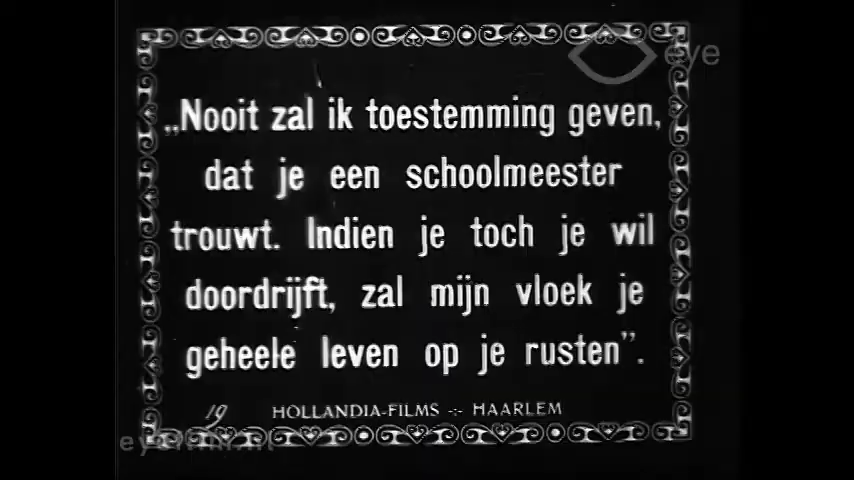 eye
„Nooit zal ik toestemming geven,
dat je een schoolmeester
trouwt. Indien je toch je wil
doordrijft, zal mijn vloek je
geheele leven op je rusten”.
19 HOLLANDIA-FILMS -:- HAARLEM